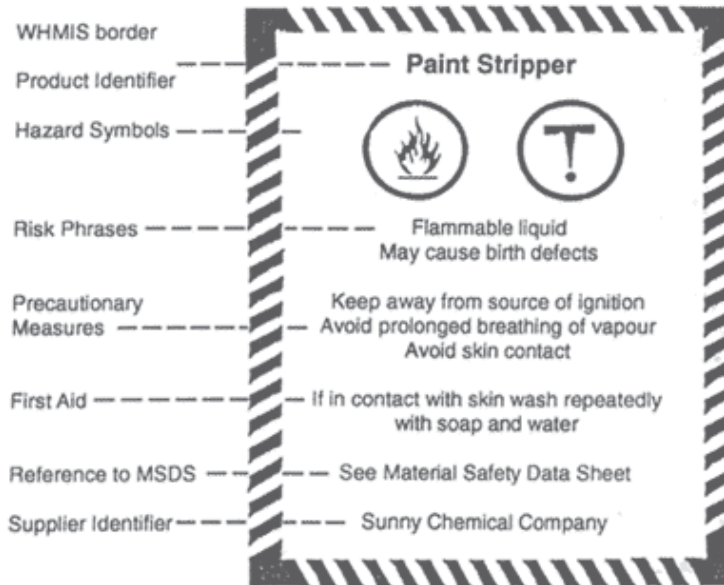 WHMIS border
Product Identifier
Paint Stripper
Hazard Symbols
Risk Phrases
Flammable liquid
May cause birth defects
Precautionary
Measures
Keep away from source of ignition
Avoid prolonged breathing of vapour
Avoid skin contact
First Aid
If in contact with skin wash repeatedly
with soap and water
Reference to MSDS
See Material Safety Data Sheet
Supplier Identifier
Sunny Chemical Company